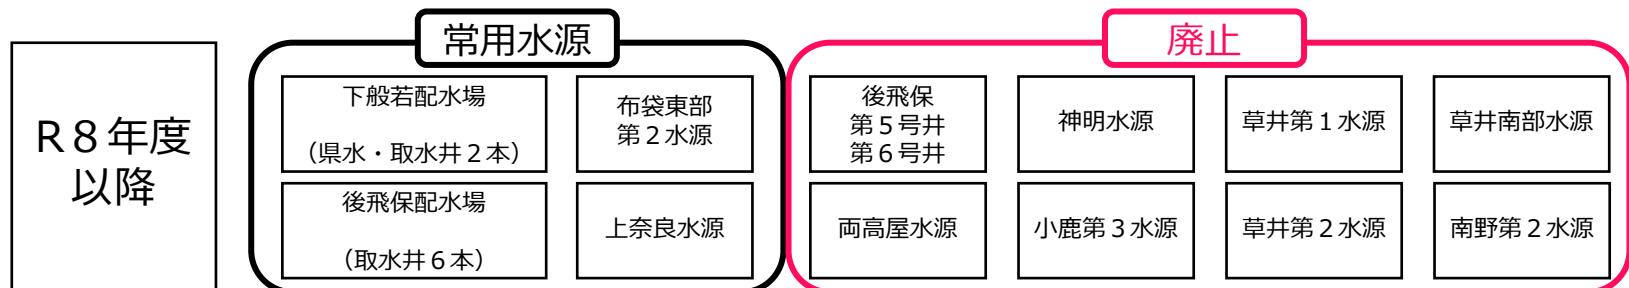 R8年度
以降
常用水源
下般若配水場
（県水・取水井2本）
布袋東部
第2水源
後飛保配水場
（取水井6本）
上奈良水源
廃止
後飛保
第5号井
第6号井
神明水源
草井第1水源
草井南部水源
両高屋水源
小鹿第3水源
草井第2水源
南野第2水源